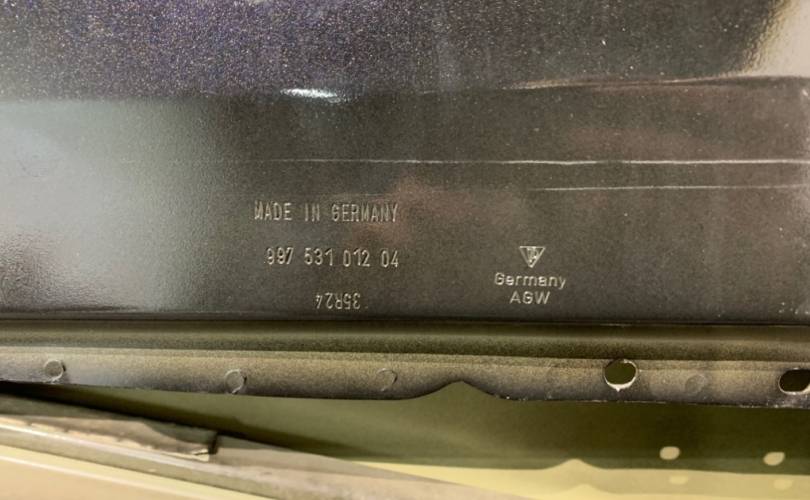 MADE IN GERMANY
997 531 012 04
35R24
Germany
AGW